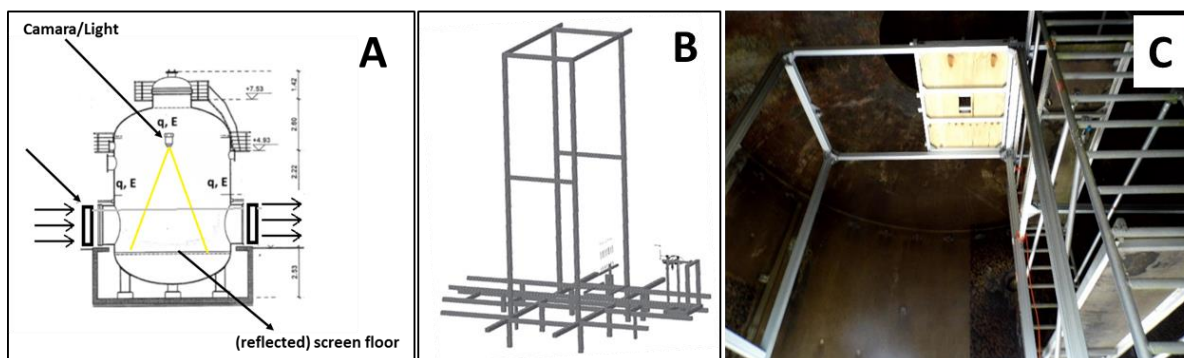 Camara/Light
A
+7.53
1.42
q, E
2.60
+4.93
q, E
q, E
2.22
2.53
(reflected) screen floor
B
C